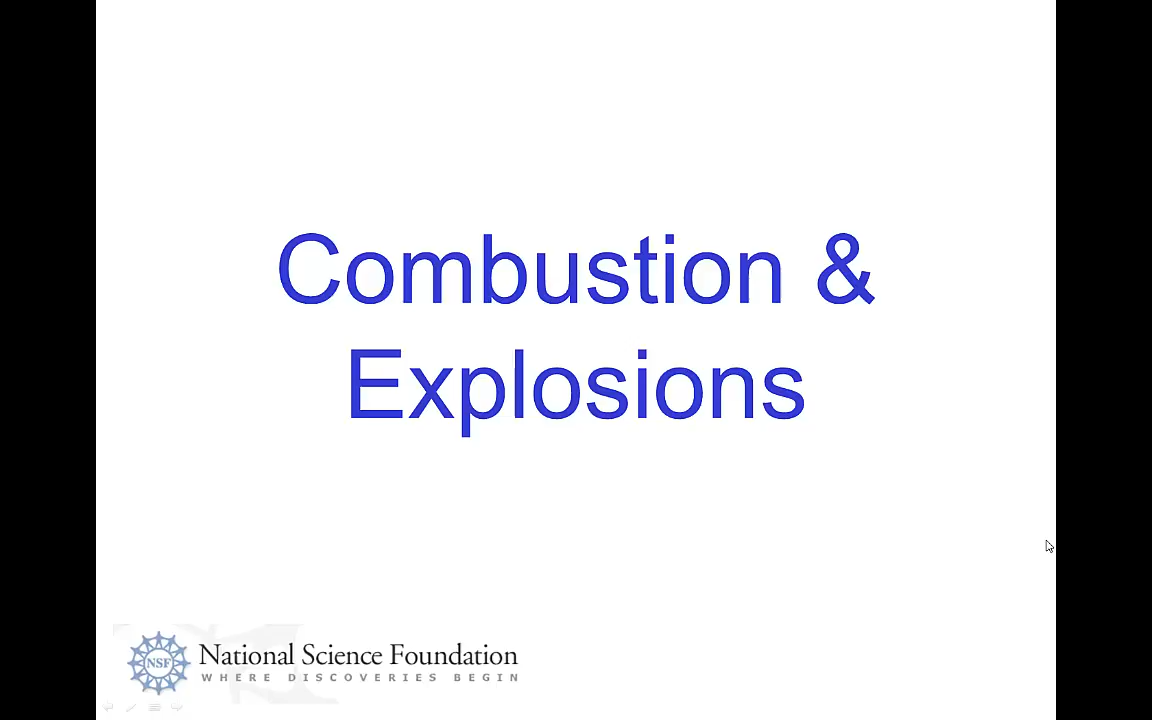 Combustion &
Explosions
NSF
National Science Foundation
WHERE DISCOVERIES BEGIN